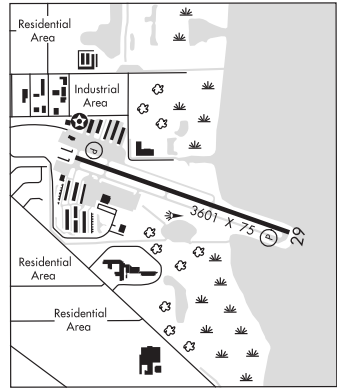 Residential
Area
Industrial
Area
P
3601 X 75
P
29
Residential
Area
Residential
Area